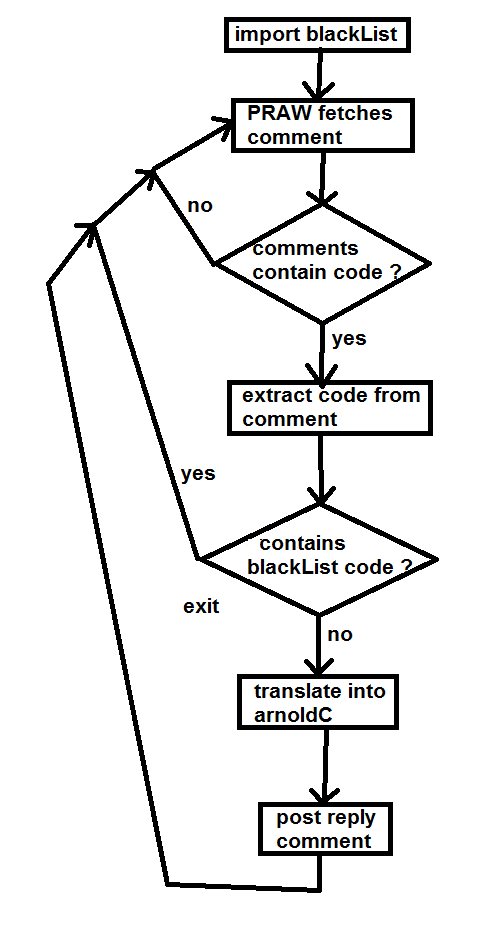 import blackList
PRAW fetches
comment
no
comments
contain code ?
yes
extract code from
comment
yes
contains
blackList code ?
exit
no
translate into
arnoldC
post reply
comment